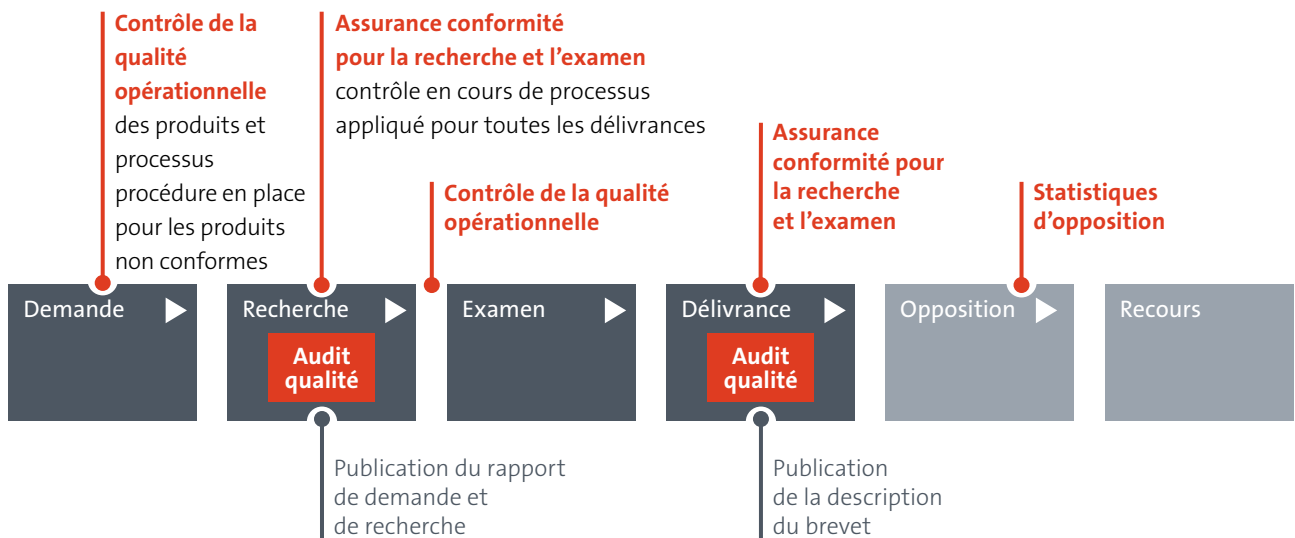 Contrôle de la
qualité
opérationnelle
des produits et
processus
procédure en place
pour les produits
non conformes
Assurance conformité
pour la recherche et l’examen
contrôle en cours de processus
appliqué pour toutes les délivrances
Contrôle de la qualité
opérationnelle
Assurance
conformité pour
la recherche
et l’examen
Statistiques
d’opposition
Demande
Recherche
Audit
qualité
Examen
Délivrance
Audit
qualité
Opposition
Recours
Publication du rapport
de demande et
de recherche
Publication
de la description
du brevet